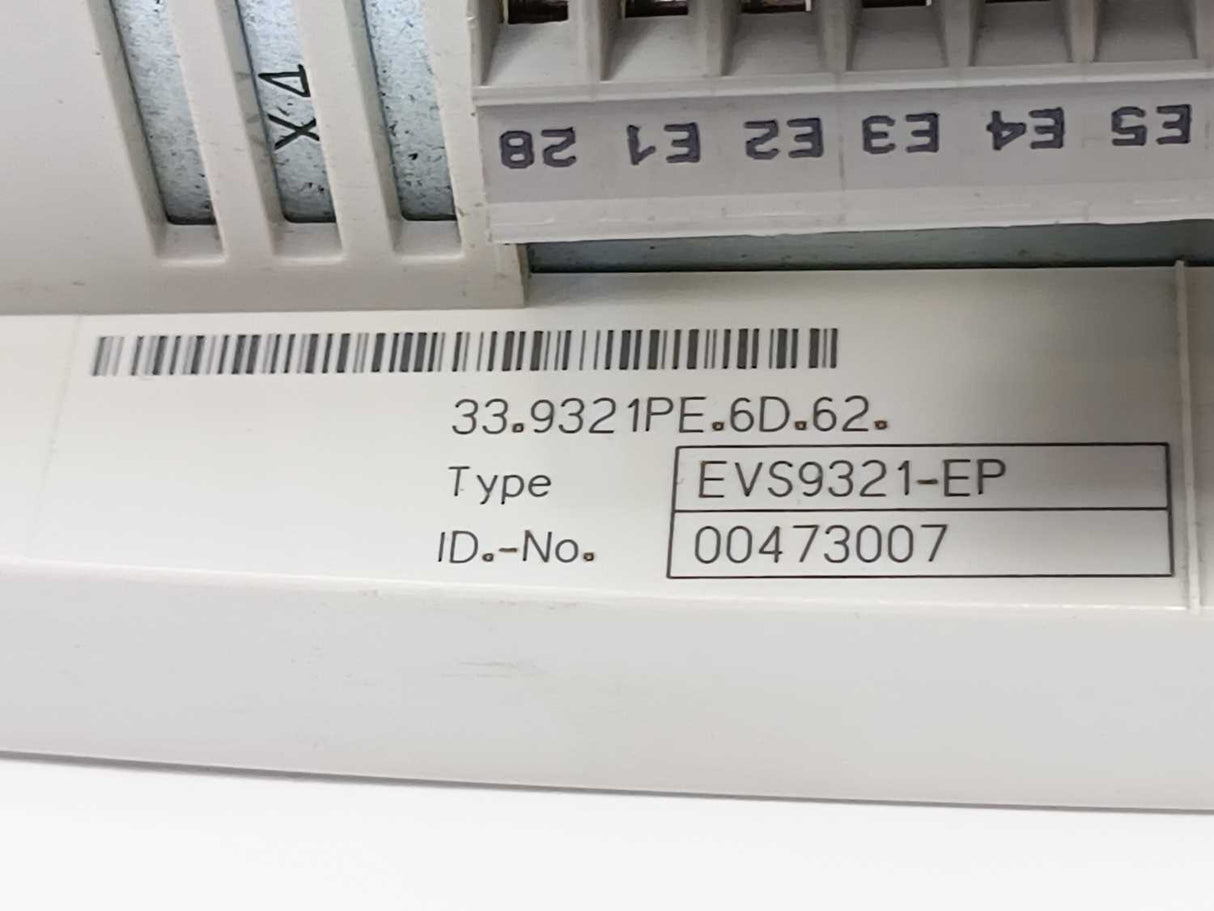 X4
E5 E4 E3 E2 E1 28
33.9321PE.6D.62.
Type EVS9321-EP
ID.-No. 00473007